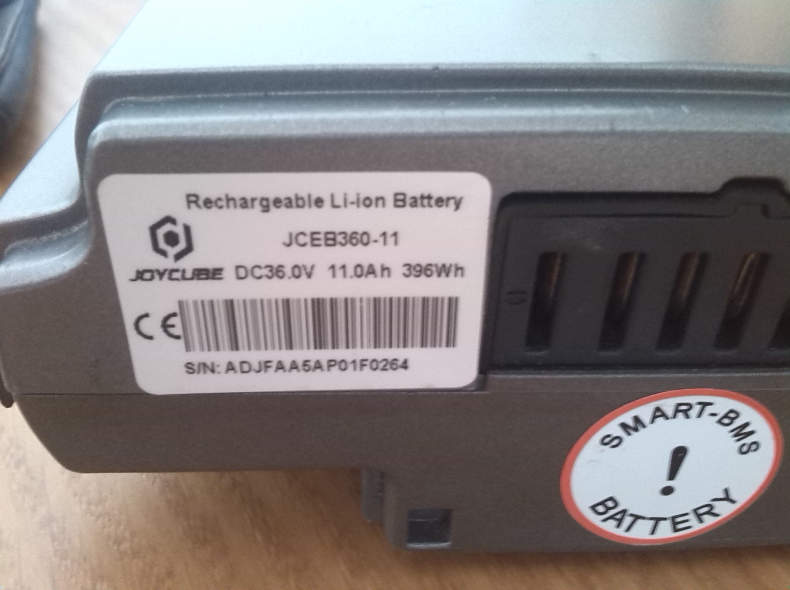 Rechargeable Li-ion Battery
JCEB360-11
JOYCUBE DC36.0V 11.0Ah 396Wh
CE
S/N: ADJFAA5AP01F0264
SMART-BMS
!
BATTERY